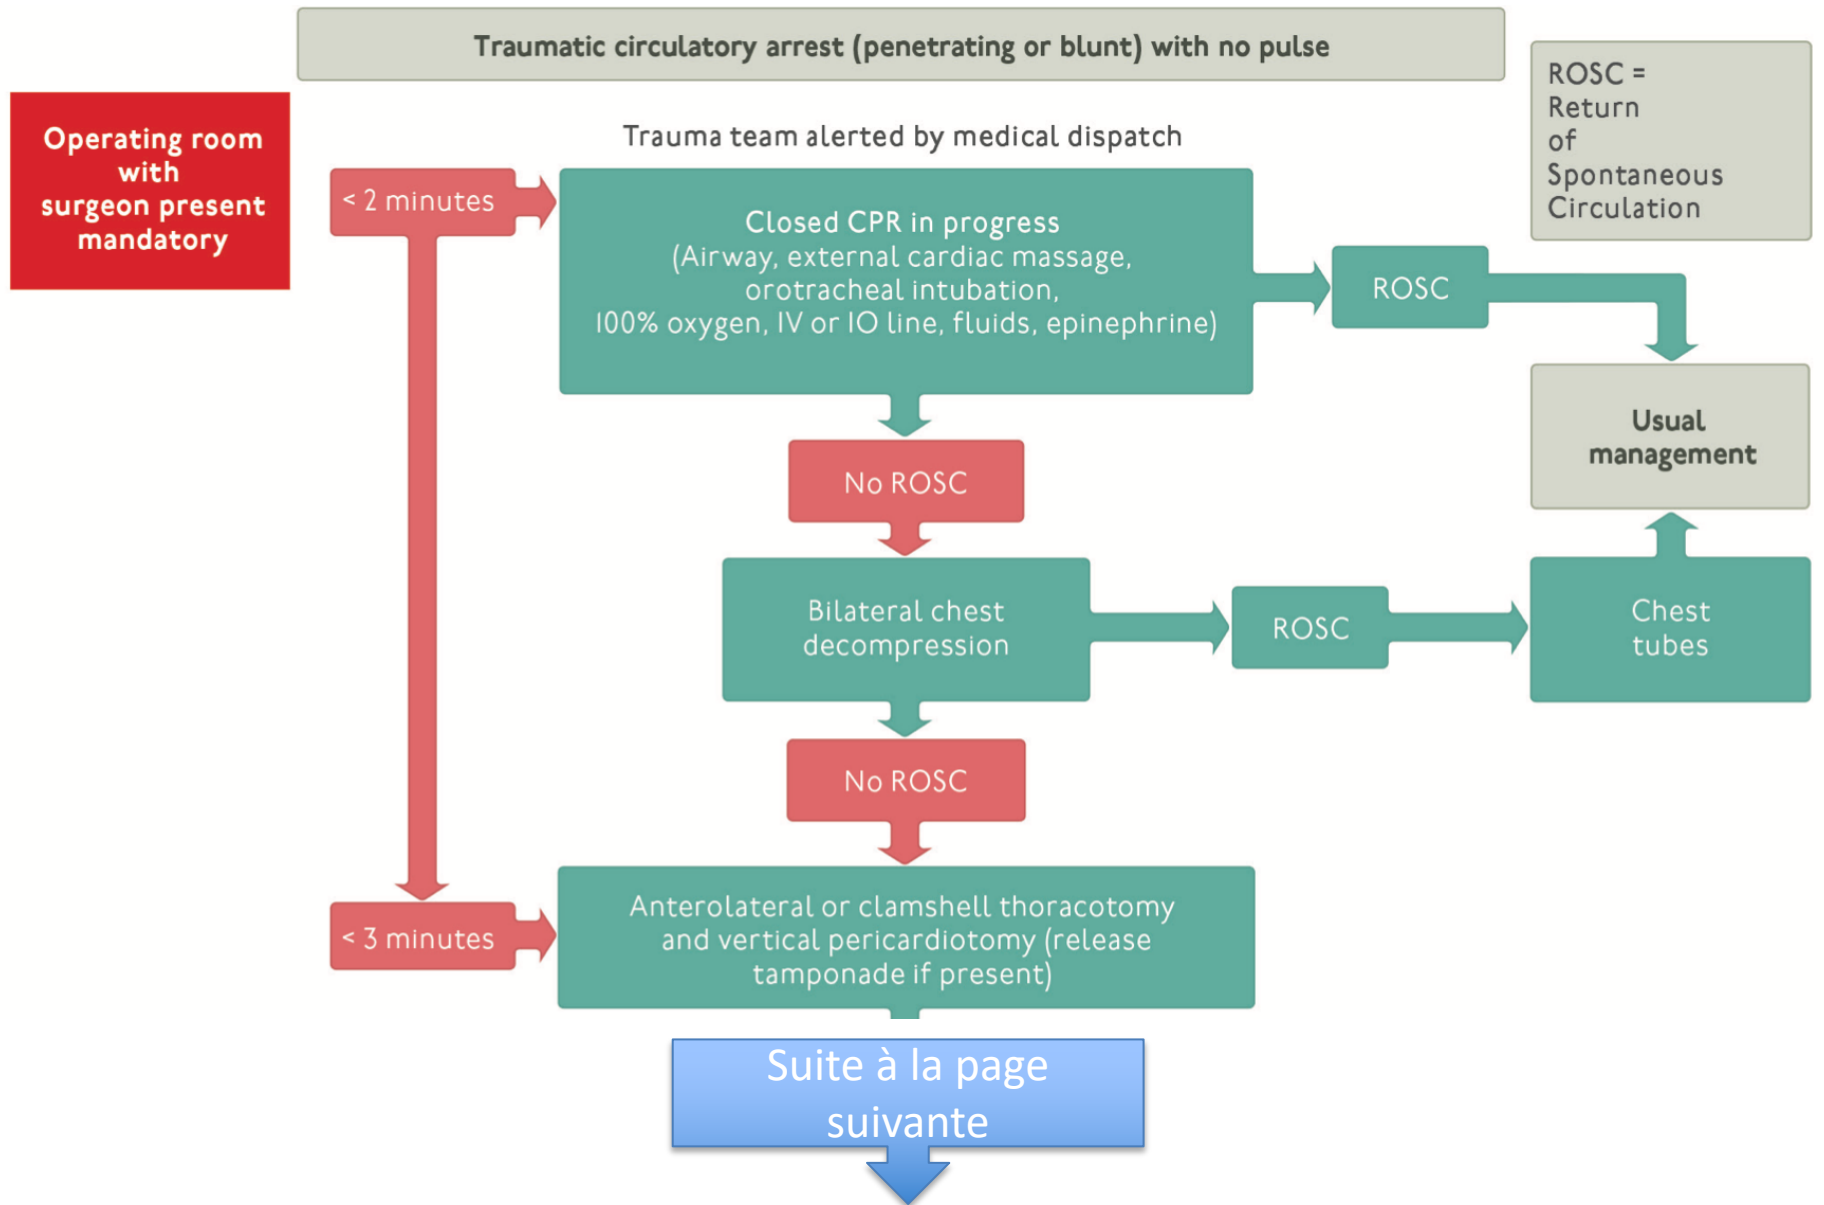 Traumatic circulatory arrest (penetrating or blunt) with no pulse
ROSC =
Return
of
Spontaneous
Circulation
Operating room
with
surgeon present
mandatory
Trauma team alerted by medical dispatch
< 2 minutes
Closed CPR in progress
(Airway, external cardiac massage,
orotracheal intubation,
100% oxygen, IV or IO line, fluids, epinephrine)
ROSC
Usual
management
No ROSC
Bilateral chest
decompression
ROSC
Chest
tubes
No ROSC
< 3 minutes
Anterolateral or clamshell thoracotomy
and vertical pericardiotomy (release
tamponade if present)
Suite à la page
suivante